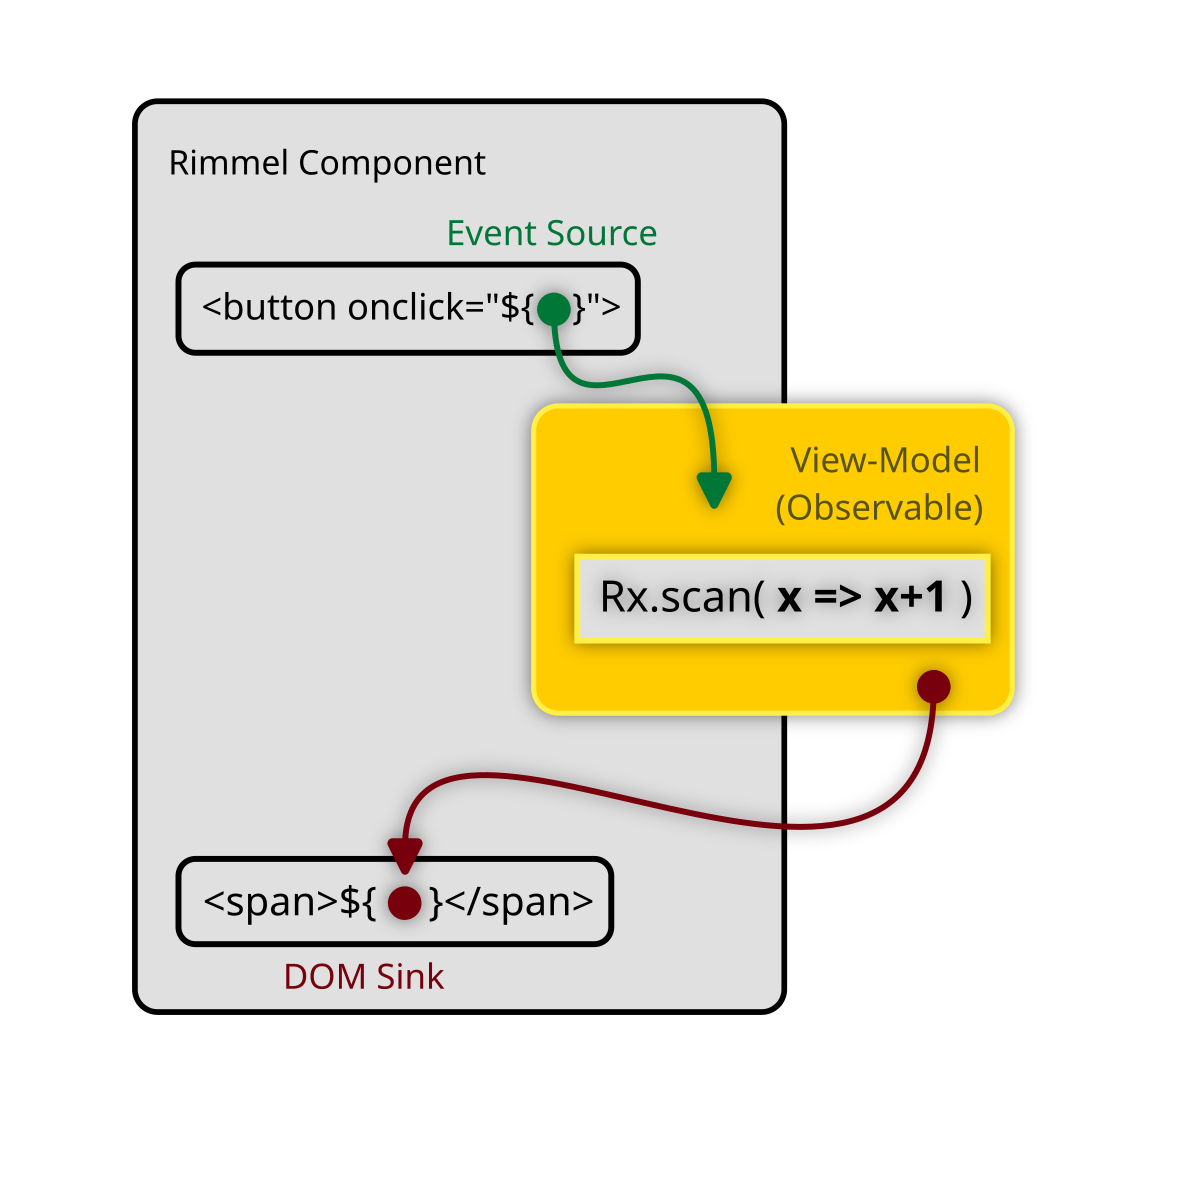 Rimmel Component
Event Source
<button onclick="${ }">
View-Model
(Observable)
Rx.scan( x => x+1 )
<span>${ }</span>
DOM Sink